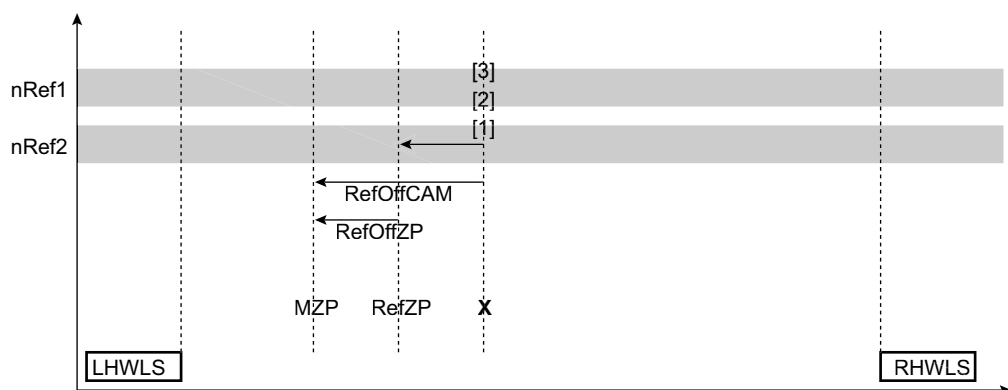 [3]
nRef1
[2]
[1]
nRef2
RefOffCAM
RefOffZP
MZP RefZP X
LHWLS RHWLS